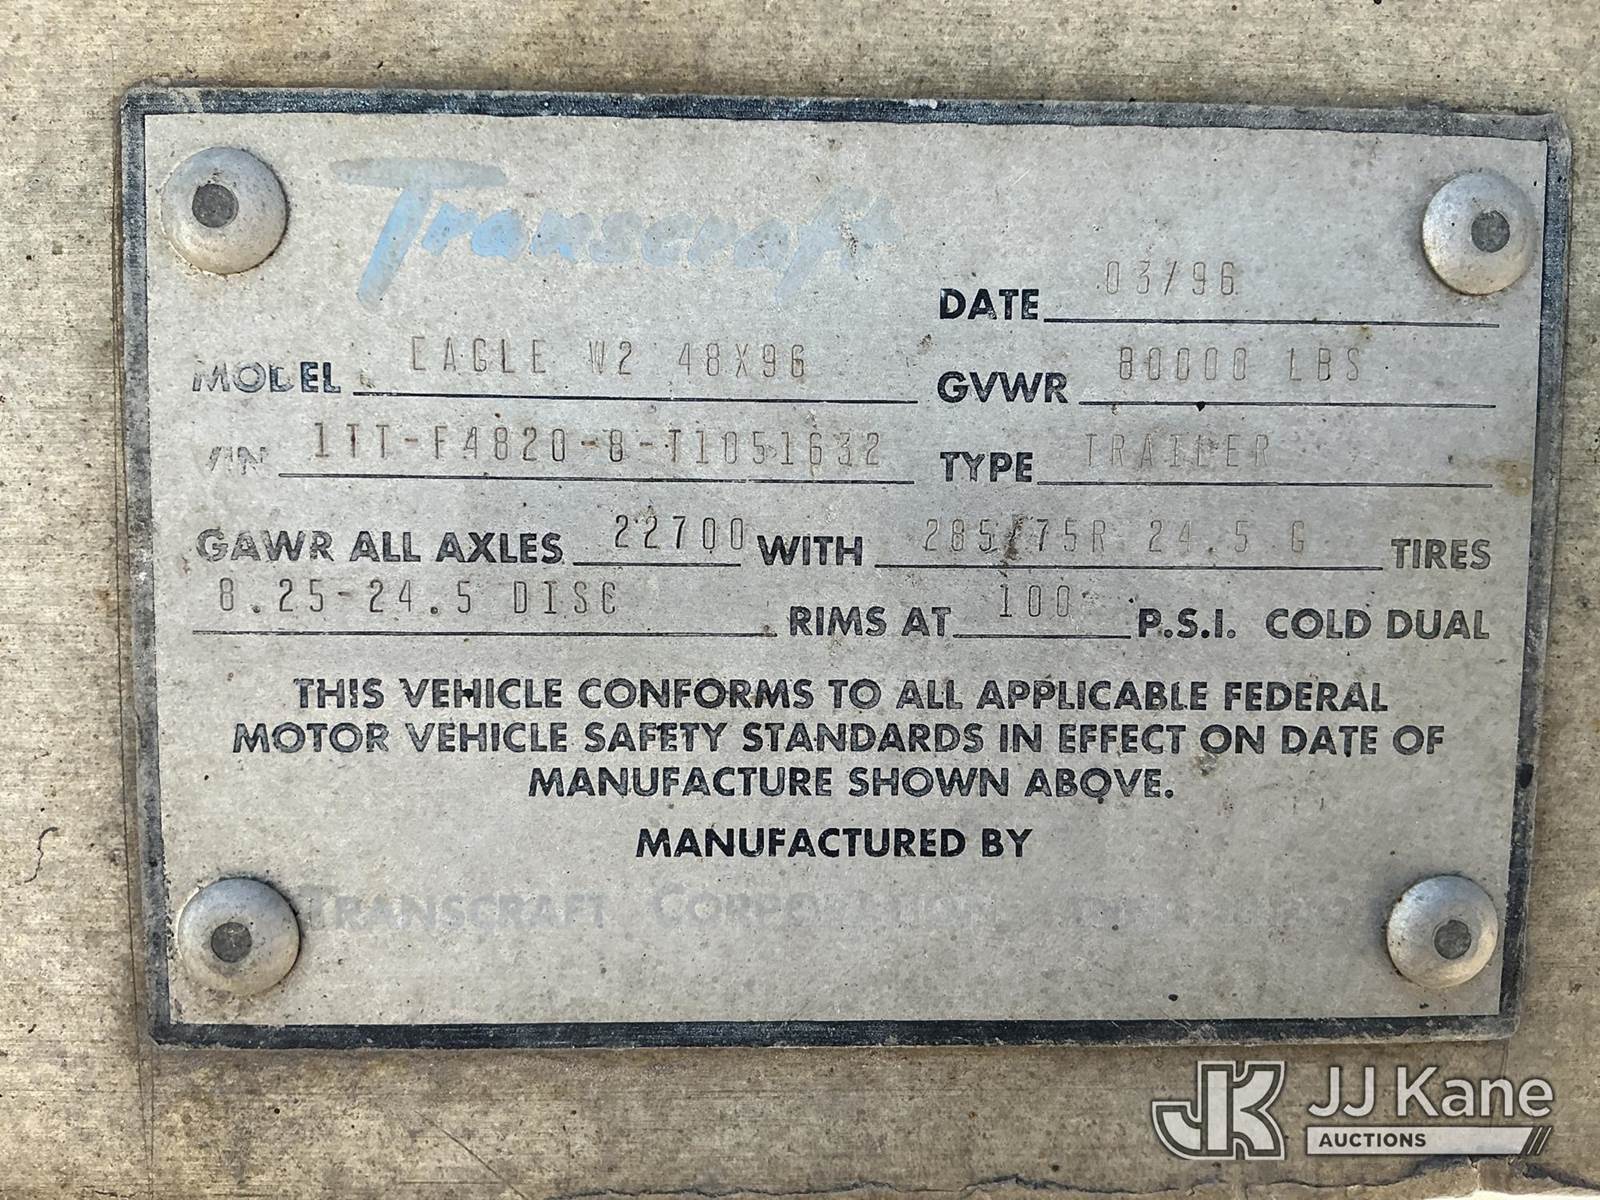 Transcraft
DATE 03/96
MODEL EAGLE W2 48X96 GVWR 80000 LBS
VIN 1TT-F4820-8-T1051632 TYPE TRAILER
GAWR ALL AXLES 22700 WITH 285/75R 24.5 G TIRES
8.25-24.5 DISC RIMS AT 100 P.S.I. COLD DUAL
THIS VEHICLE CONFORMS TO ALL APPLICABLE FEDERAL
MOTOR VEHICLE SAFETY STANDARDS IN EFFECT ON DATE OF
MANUFACTURE SHOWN ABOVE.
MANUFACTURED BY
TRANSCRAFT CORPORATION
JK JJ Kane
AUCTIONS